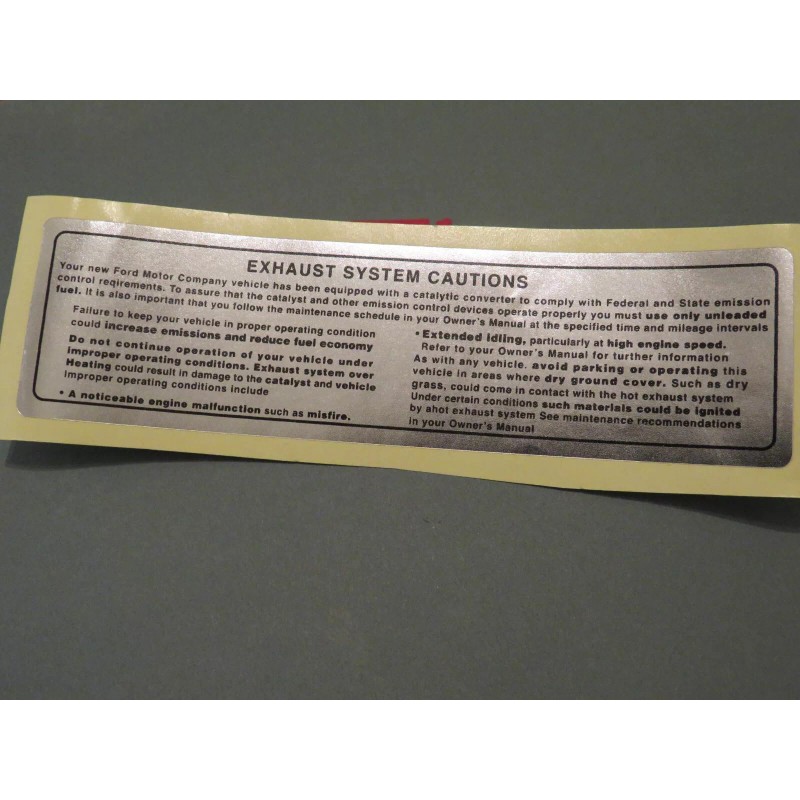 EXHAUST SYSTEM CAUTIONS
Your new Ford Motor Company vehicle has been equipped with a catalytic converter to comply with Federal and State emission
control reqirements. To assure that the catalyst and other emission control devices operate properly you must use only unleaded
fuel. It is also important that you follow the maintenance schedule in your Owner's Manual at the specified time and mileage intervals
Failure to keep your vehicle in proper operating condition
could increase emissions and reduce fuel economy
Do not continue operation of your vehicle under
improper operating conditions. Exhaust system over
Heating could result in damage to the catalyst and vehicle
Improper operating conditions include
• A noticeable engine malfunction such as misfire.
• Extended idling, particularly at high engine speed.
Refer to your Owner's Manual for further information
As with any vehicle. avoid parking or operating this
vehicle in areas where dry ground cover. Such as dry
grass, could come in contact with the hot exhaust system
Under certain conditions such materials could be ignited
by ahot exhaust system See maintenance recommendations
in your Owner's Manual